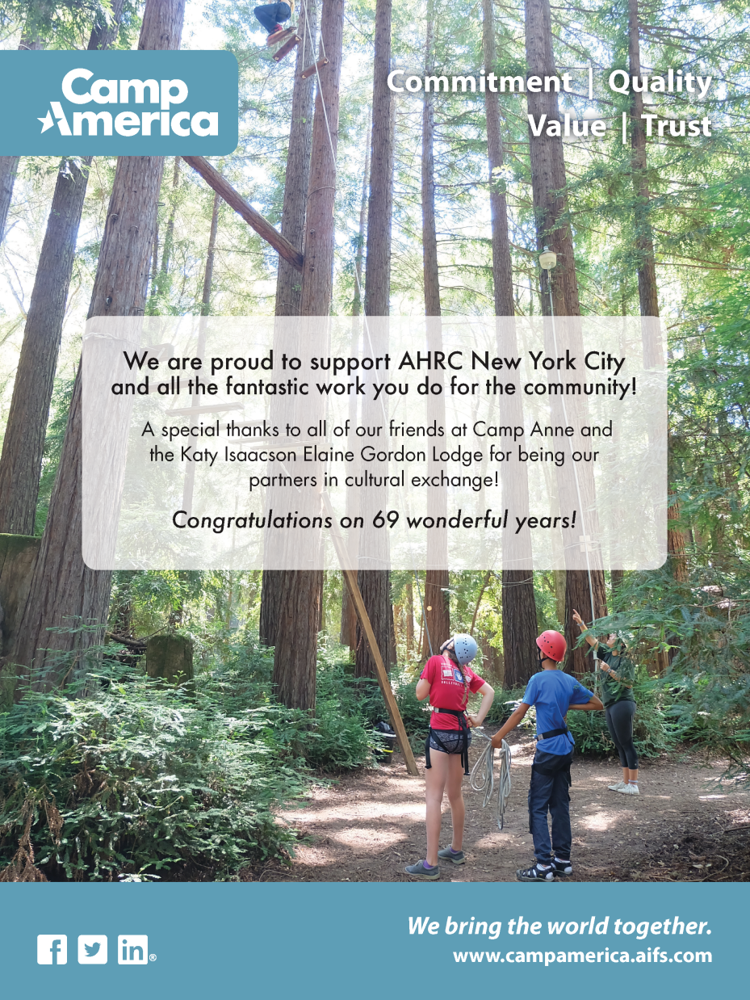 Camp
America
Commitment | Quality
Value | Trust
We are proud to support AHRC New York City
and all the fantastic work you do for the community!
A special thanks to all of our friends at Camp Anne and
the Katy Isaacson Elaine Gordon Lodge for being our
partners in cultural exchange!
Congratulations on 69 wonderful years!
We bring the world together.
www.campamerica.aifs.com
f
in®